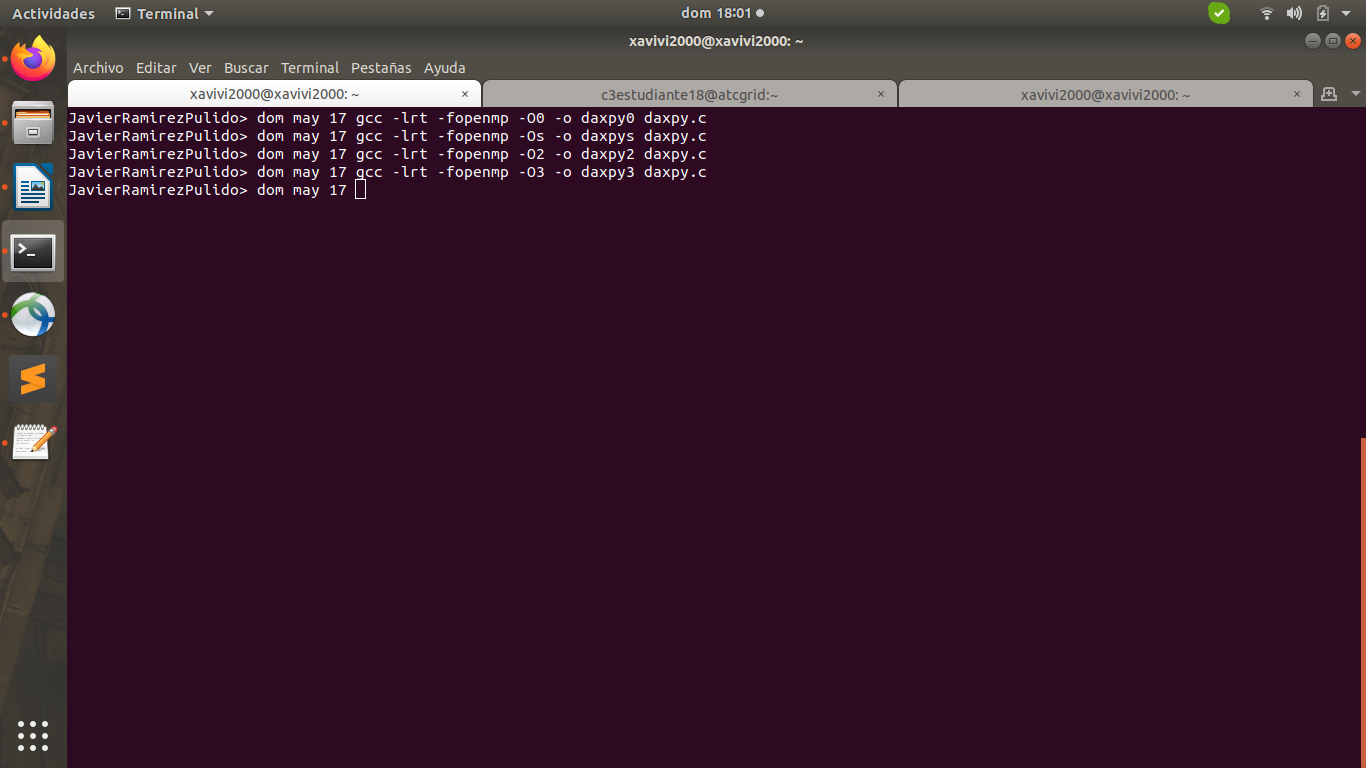 Actividades Terminal dom 18:01
xavivi2000@xavivi2000: ~
Archivo Editar Ver Buscar Terminal Pestañas Ayuda
xavivi2000@xavivi2000: ~ × c3estudiante18@atcgrid:~ × xavivi2000@xavivi2000: ~ ×
JavierRamirezPulido> dom may 17 gcc -lrt -fopenmp -O0 -o daxpy0 daxpy.c
JavierRamirezPulido> dom may 17 gcc -lrt -fopenmp -Os -o daxpys daxpy.c
JavierRamirezPulido> dom may 17 gcc -lrt -fopenmp -O2 -o daxpy2 daxpy.c
JavierRamirezPulido> dom may 17 gcc -lrt -fopenmp -O3 -o daxpy3 daxpy.c
JavierRamirezPulido> dom may 17